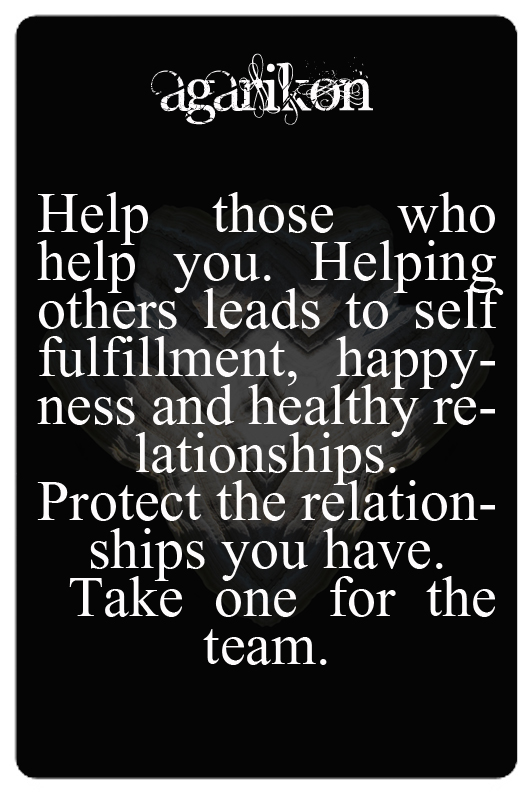 agarikon
Help those who
help you. Helping
others leads to self
fulfillment, happy-
ness and healthy re-
lationships.
Protect the relation-
ships you have.
Take one for the
team.